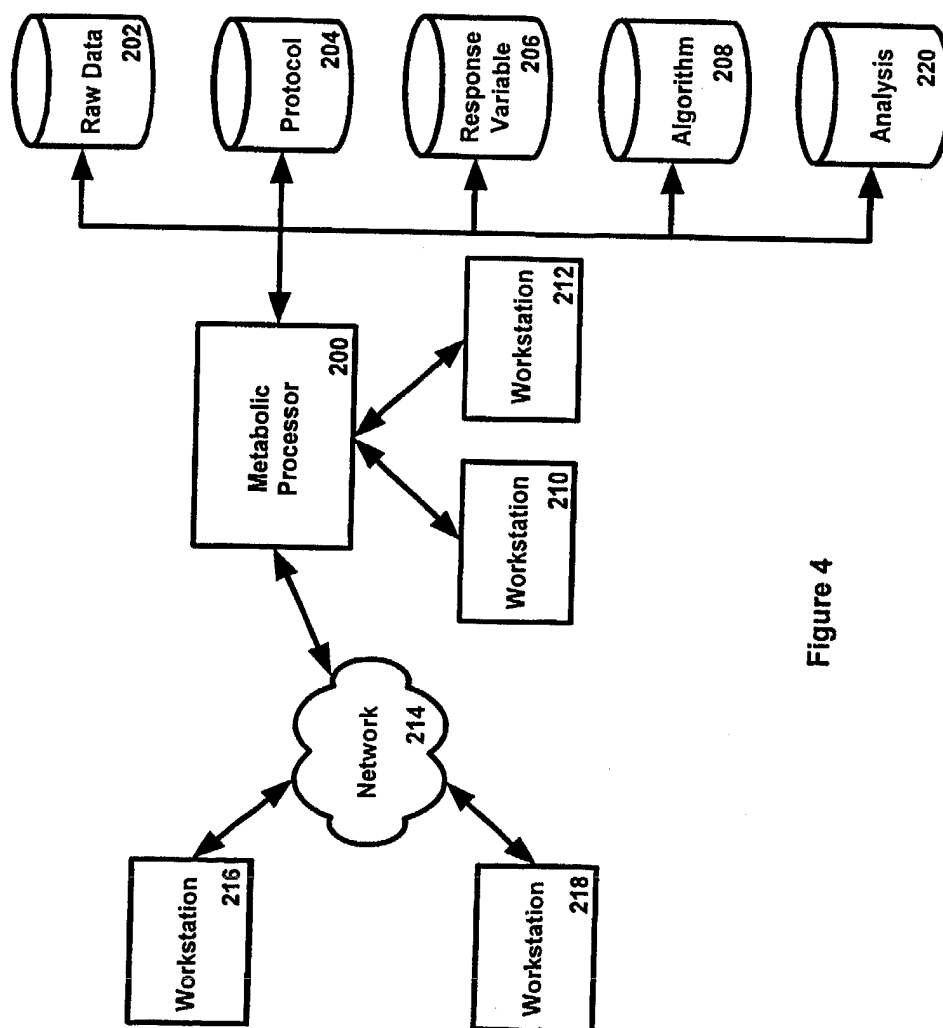 Raw Data
202
Protocol
204
Response
Variable
206
Algorithm
208
Analysis
220
Metabolic
Processor
200
Workstation
212
Workstation
210
Network
214
Workstation
216
Workstation
218
Figure 4